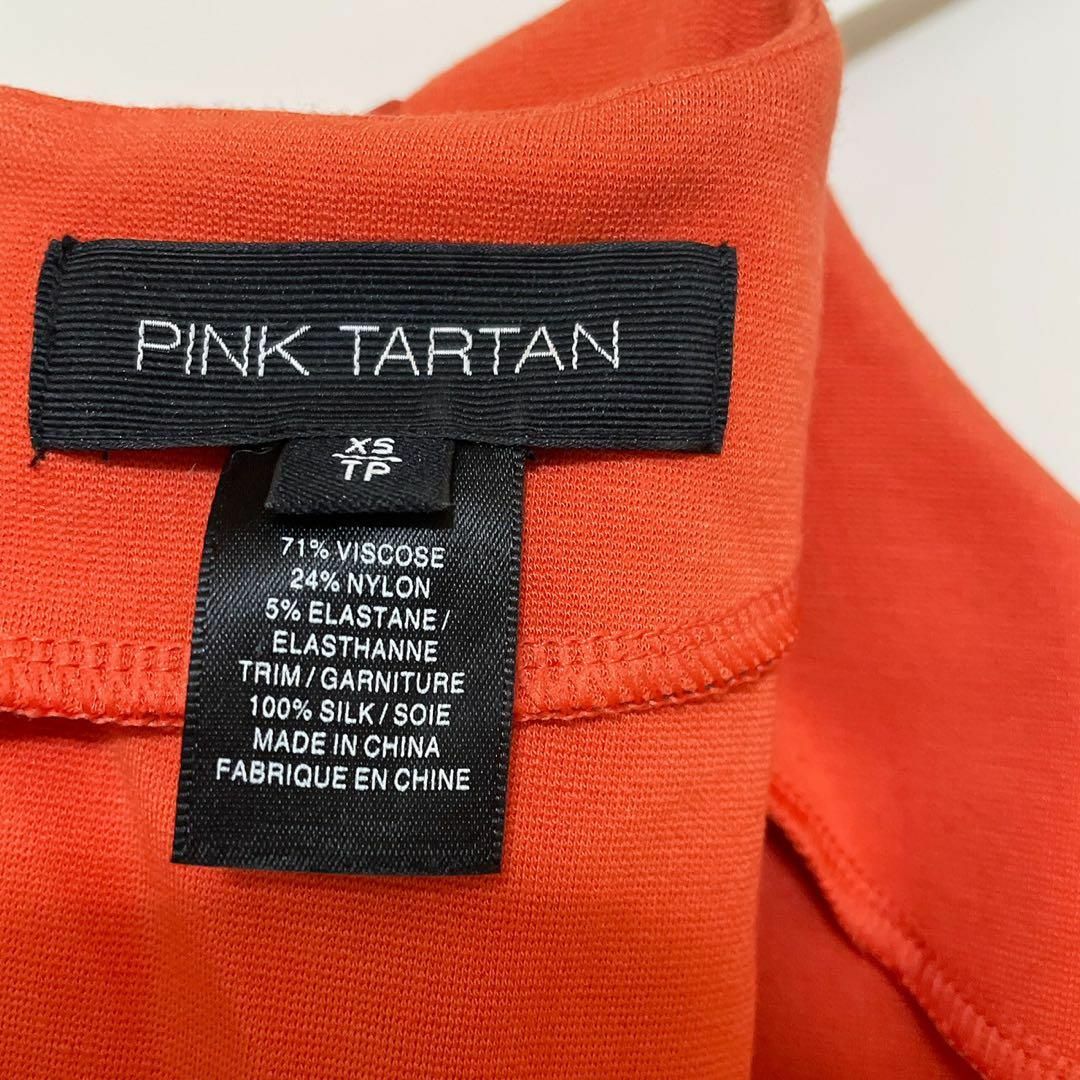 PINK TARTAN
XS
TP
71% VISCOSE
24% NYLON
5% ELASTANE /
ELASTHANNE
TRIM / GARNITURE
100% SILK / SOIE
MADE IN CHINA
FABRIQUE EN CHINE